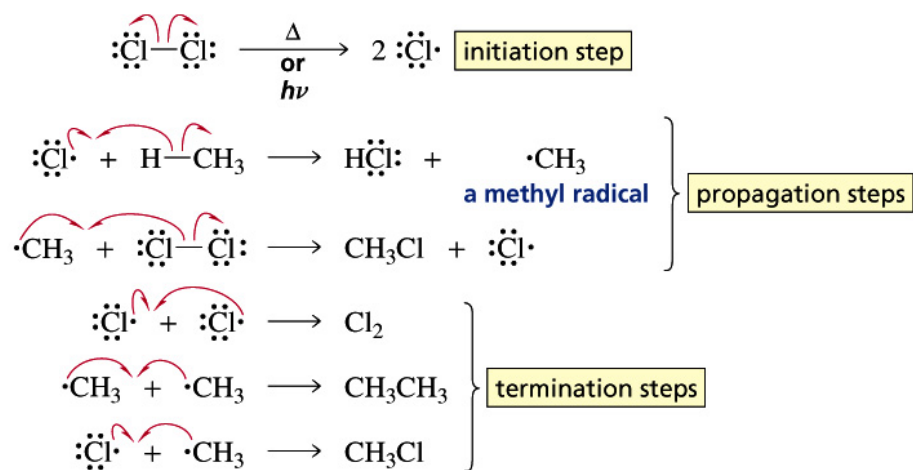 :C̈l—C̈l: Δ or hν → 2 :C̈l· initiation step
:C̈l· + H—CH₃ → HC̈l: + ·CH₃
a methyl radical
propagation steps
·CH₃ + :C̈l—C̈l: → CH₃Cl + :C̈l·
:C̈l· + :C̈l· → Cl₂
·CH₃ + ·CH₃ → CH₃CH₃
termination steps
:C̈l· + ·CH₃ → CH₃Cl